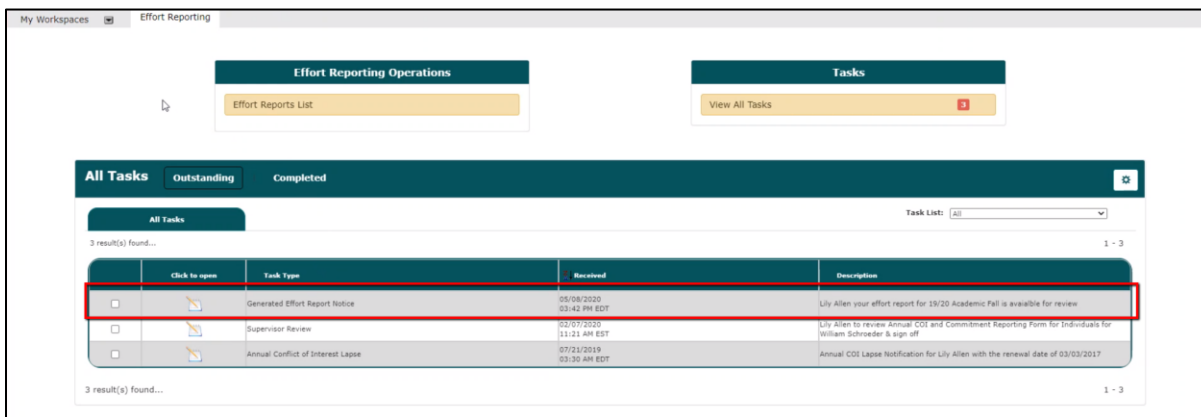 My Workspaces
Effort Reporting
Effort Reporting Operations
Tasks
Effort Reports List
View All Tasks
3
All Tasks
Outstanding
Completed
All Tasks
Task List: All
3 result(s) found...
1 - 3
Click to open
Task Type
Received
Description
Generated Effort Report Notice
05/08/2020
03:42 PM EDT
Lily Allen your effort report for 19/20 Academic Fall is avaialble for review
Supervisor Review
02/07/2020
11:21 AM EST
Lily Allen to review Annual COI and Commitment Reporting Form for Individuals for
William Schroeder & sign off
Annual Conflict of Interest Lapse
07/21/2019
03:30 AM EDT
Annual COI Lapse Notification for Lily Allen with the renewal date of 03/03/2017
3 result(s) found...
1 - 3